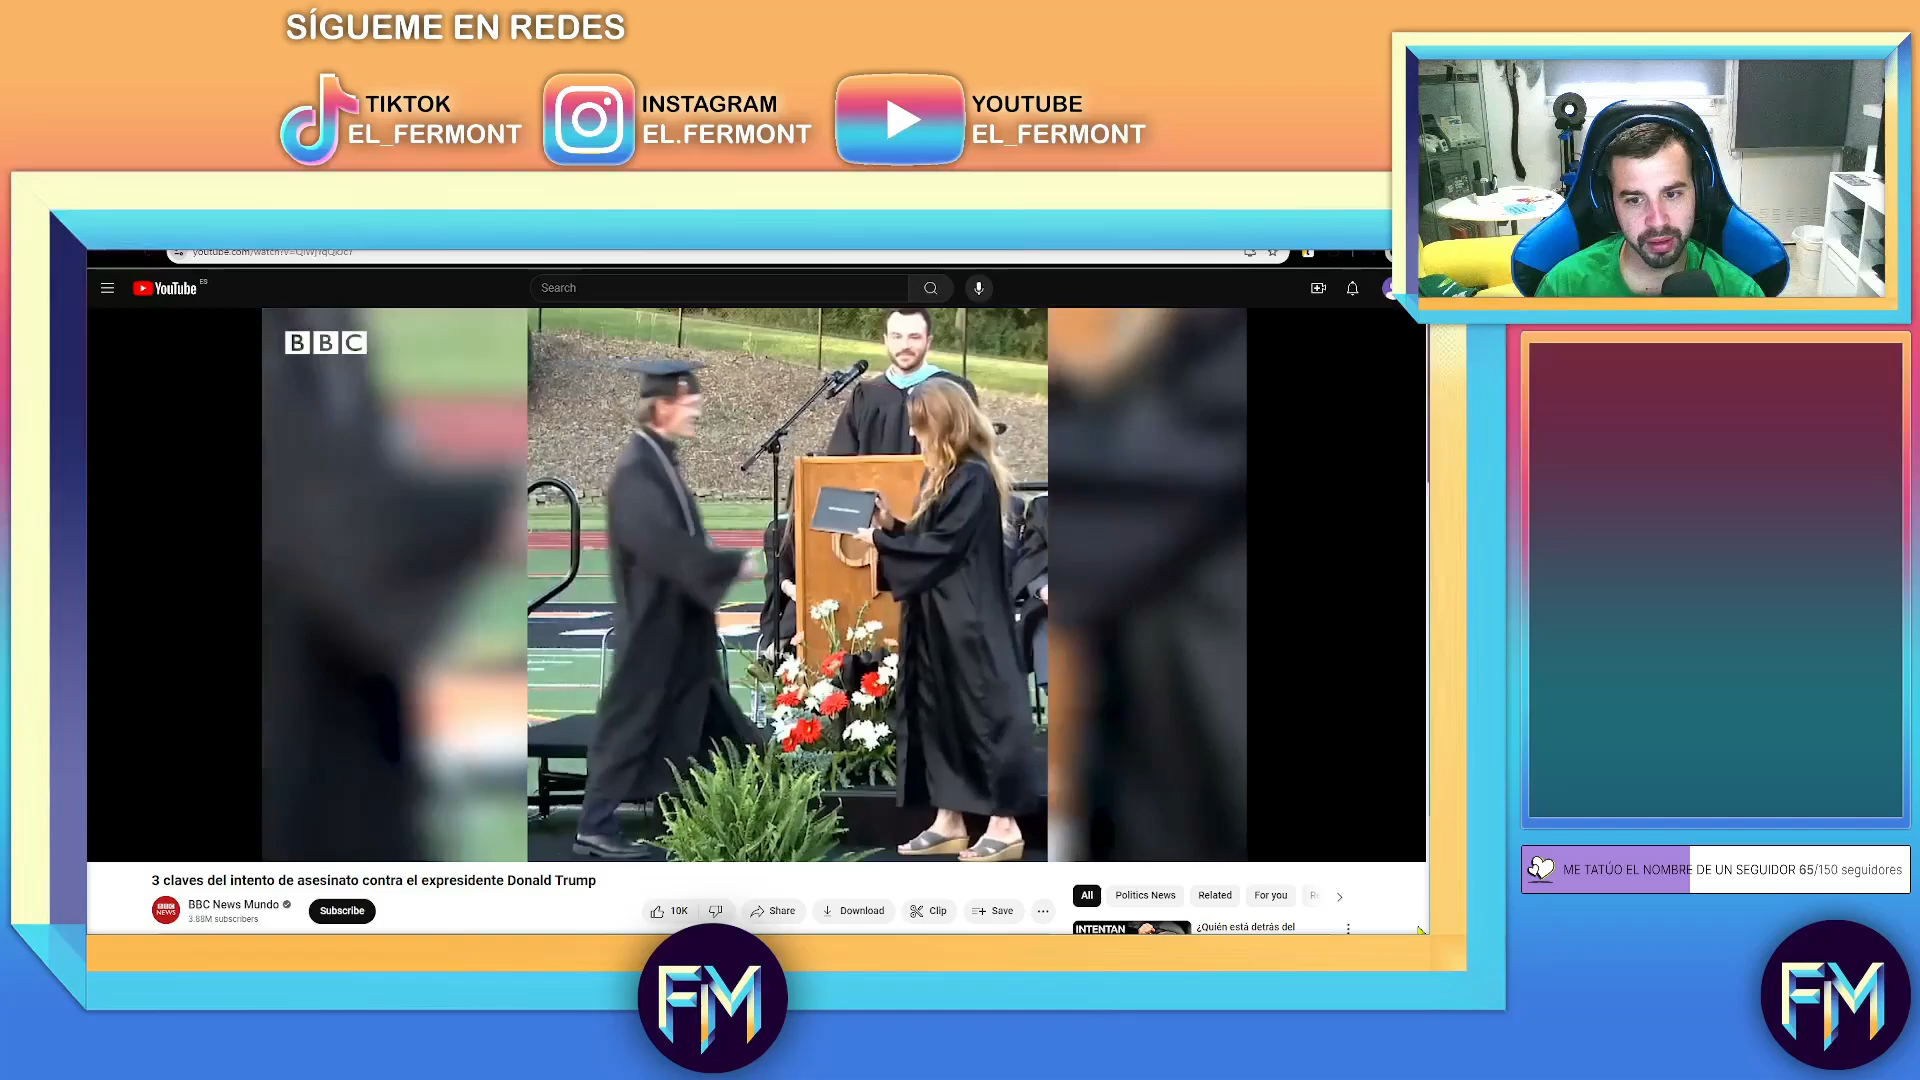 SÍGUEME EN REDES
TIKTOK
EL_FERMONT
INSTAGRAM
EL.FERMONT
YOUTUBE
EL_FERMONT
YouTube ES
Search
BBC
3 claves del intento de asesinato contra el expresidente Donald Trump
BBC NEWS
BBC News Mundo
3.88M subscribers
Subscribe
10K
Share
Download
Clip
Save
All
Politics News
Related
For you
INTENTAN
¿Quién está detrás del
ME TATÚO EL NOMBRE DE UN SEGUIDOR 65/150 seguidores
FM
FM